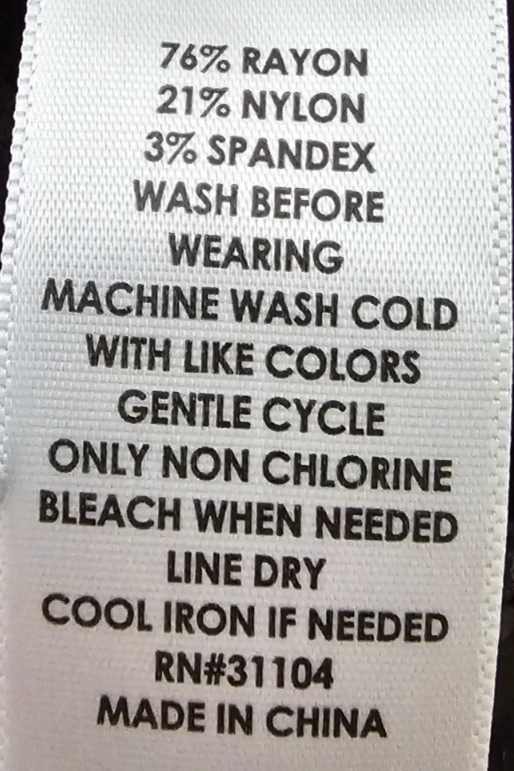 76% RAYON
21% NYLON
3% SPANDEX
WASH BEFORE
WEARING
MACHINE WASH COLD
WITH LIKE COLORS
GENTLE CYCLE
ONLY NON CHLORINE
BLEACH WHEN NEEDED
LINE DRY
COOL IRON IF NEEDED
RN#31104
MADE IN CHINA